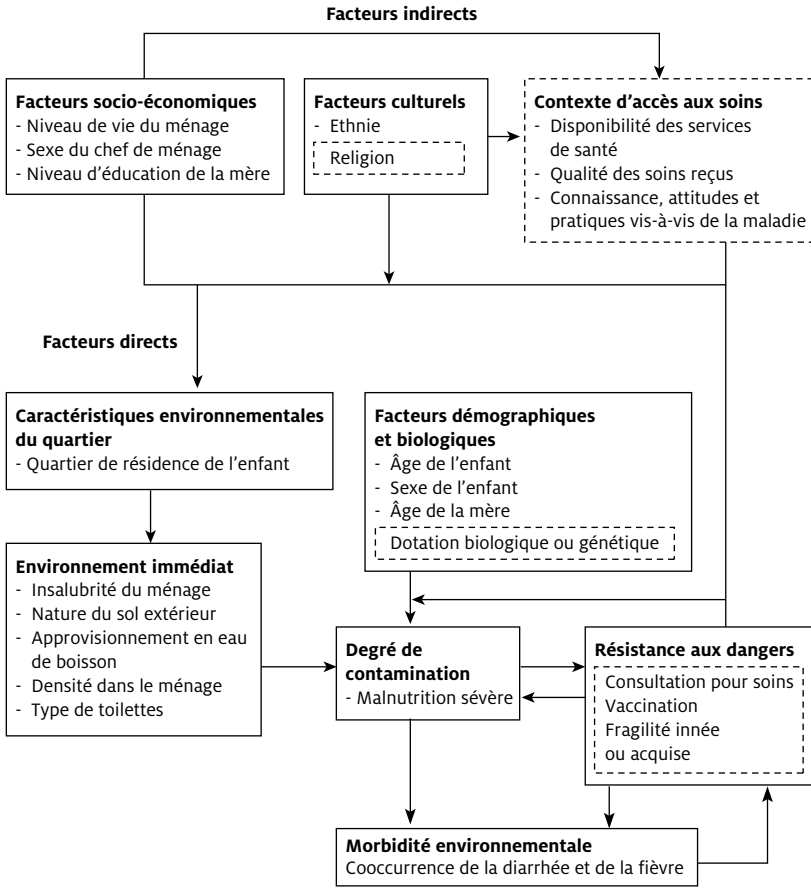 Facteurs indirects
Facteurs socio-économiques
- Niveau de vie du ménage
- Sexe du chef de ménage
- Niveau d'éducation de la mère
Facteurs culturels
- Ethnie
Religion
Contexte d'accès aux soins
- Disponibilité des services
de santé
- Qualité des soins reçus
- Connaissance, attitudes et
pratiques vis-à-vis de la maladie
Facteurs directs
Caractéristiques environnementales
du quartier
- Quartier de résidence de l'enfant
Facteurs démographiques
et biologiques
- Âge de l'enfant
- Sexe de l'enfant
- Âge de la mère
Dotation biologique ou génétique
Environnement immédiat
- Insalubrité du ménage
- Nature du sol extérieur
- Approvisionnement en eau
de boisson
- Densité dans le ménage
- Type de toilettes
Degré de
contamination
- Malnutrition sévère
Résistance aux dangers
Consultation pour soins
Vaccination
Fragilité innée
ou acquise
Morbidité environnementale
Cooccurrence de la diarrhée et de la fièvre